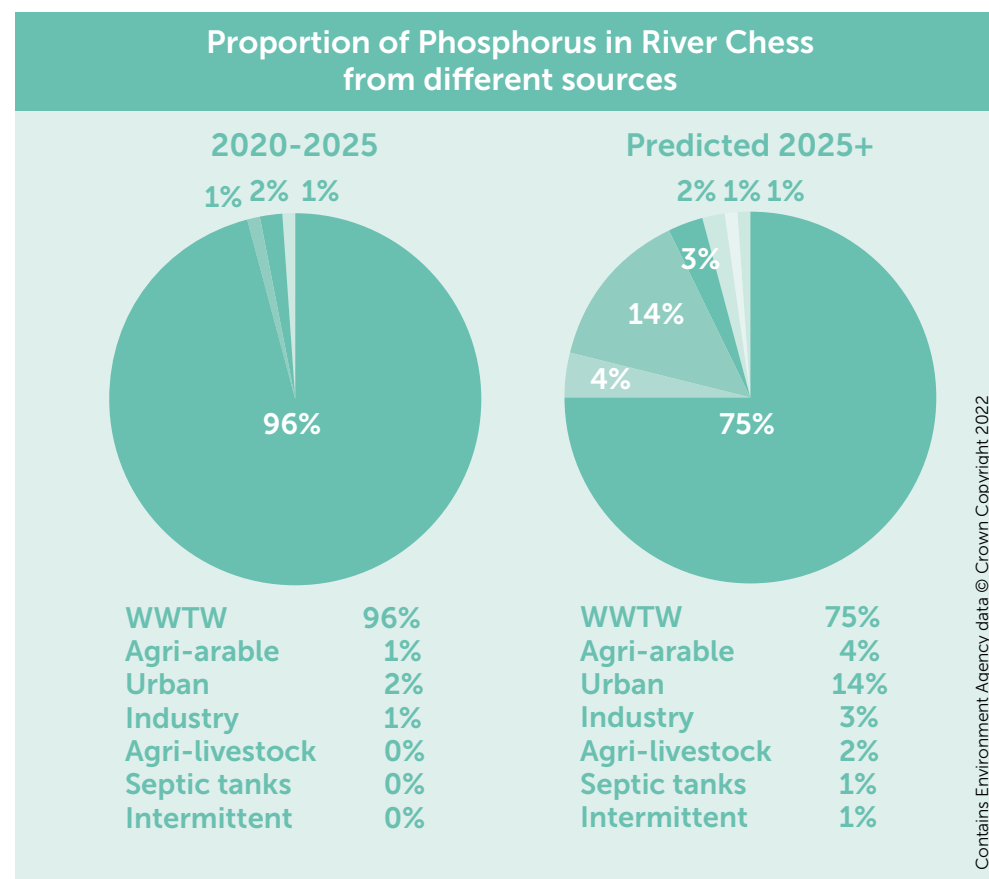 Proportion of Phosphorus in River Chess
from different sources
2020-2025
1% 2% 1%
96%
WWTW 96%
Agri-arable 1%
Urban 2%
Industry 1%
Agri-livestock 0%
Septic tanks 0%
Intermittent 0%
Predicted 2025+
2% 1% 1%
3%
14%
4%
75%
WWTW 75%
Agri-arable 4%
Urban 14%
Industry 3%
Agri-livestock 2%
Septic tanks 1%
Intermittent 1%
Contains Environment Agency data © Crown Copyright 2022